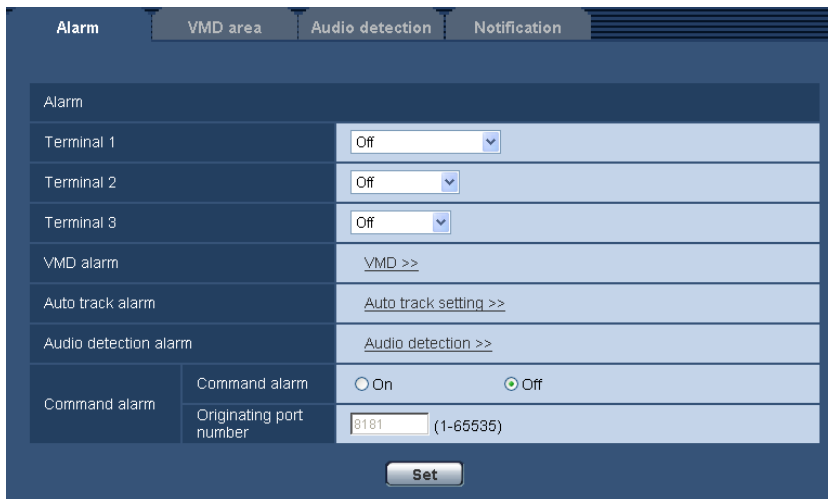 Alarm VMD area Audio detection Notification
Alarm
Terminal 1 Off
Terminal 2 Off
Terminal 3 Off
VMD alarm VMD >>
Auto track alarm Auto track setting >>
Audio detection alarm Audio detection >>
Command alarm Command alarm On Off
Originating port number 8181 (1-65535)
Set